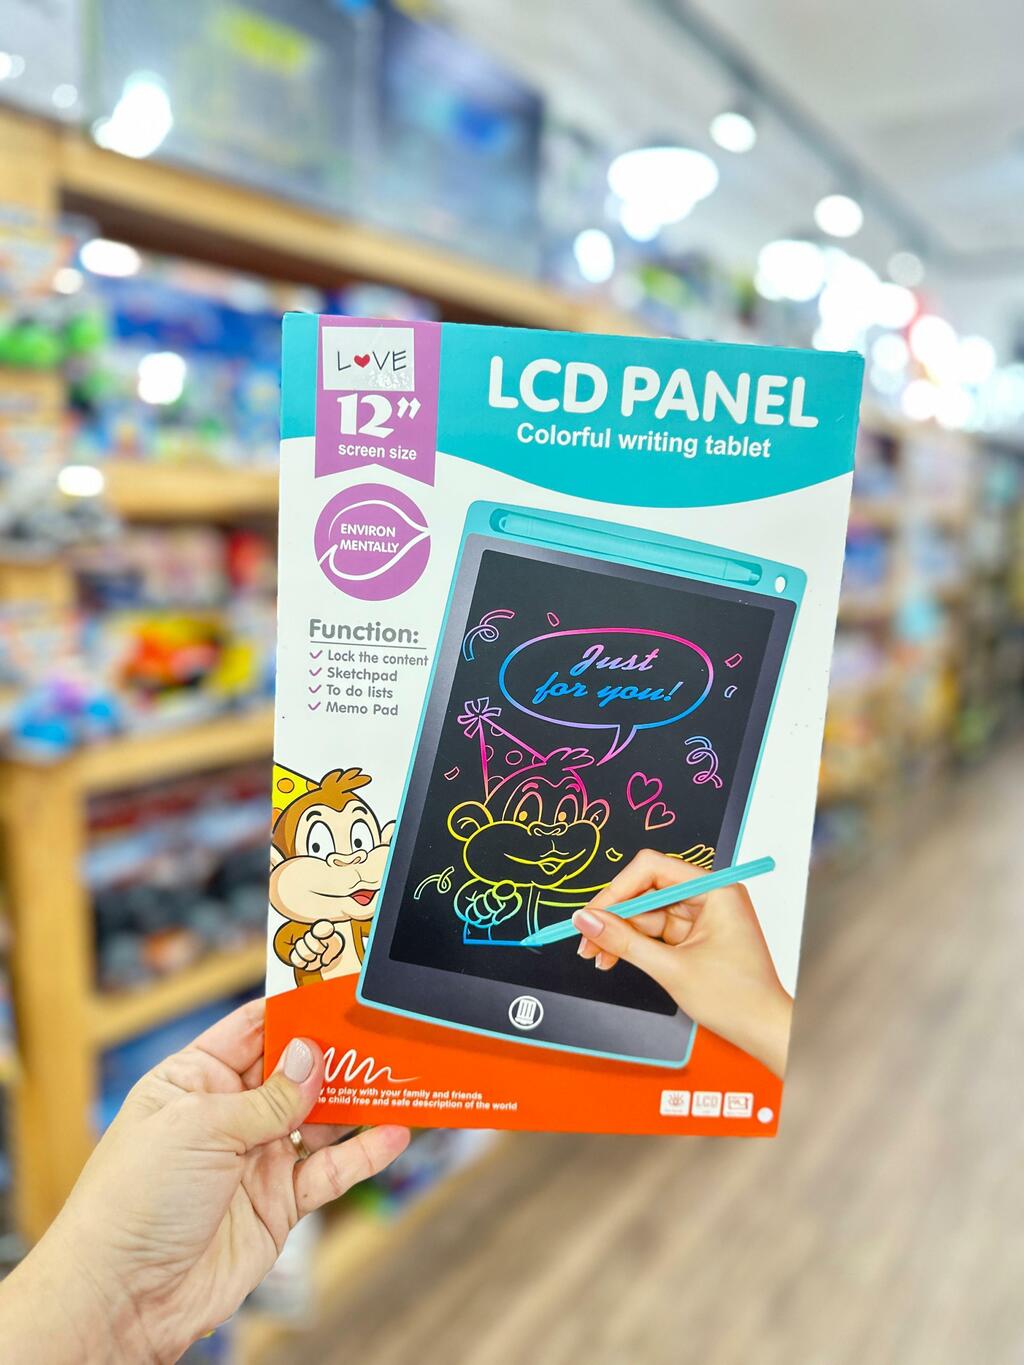 LOVE
12”
screen size
LCD PANEL
Colorful writing tablet
ENVIRON
MENTALLY
Function:
Lock the content
Sketchpad
To do lists
Memo Pad
Just
for you!
to play with your family and friends
child free and safe description of the world
LCD